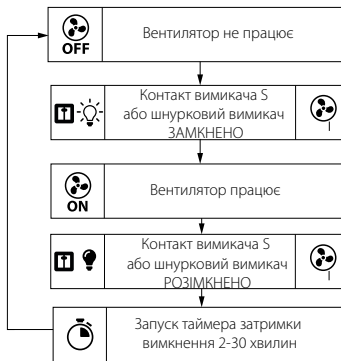 OFF
Вентилятор не працює
Контакт вимикача S
або шнурковий вимикач
ЗАМКНЕНО
ON
Вентилятор працює
Контакт вимикача S
або шнурковий вимикач
РОЗІМКНЕНО
Запуск таймера затримки
вимкнення 2-30 хвилин